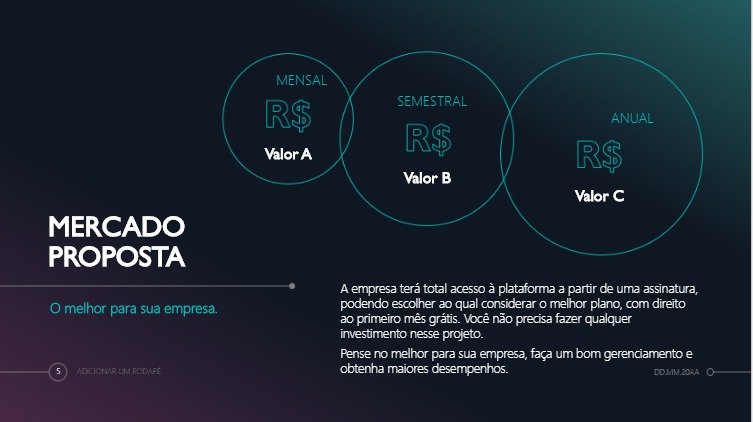 MENSAL
R$
Valor A
SEMESTRAL
R$
Valor B
ANUAL
R$
Valor C
MERCADO
PROPOSTA
O melhor para sua empresa.
A empresa terá total acesso à plataforma a partir de uma assinatura,
podendo escolher ao qual considerar o melhor plano, com direito
ao primeiro mês grátis. Você não precisa fazer qualquer
investimento nesse projeto.
Pense no melhor para sua empresa, faça um bom gerenciamento e
obtenha maiores desempenhos.
5
ADICIONAR UM RODAPÉ
DD.MM.20AA